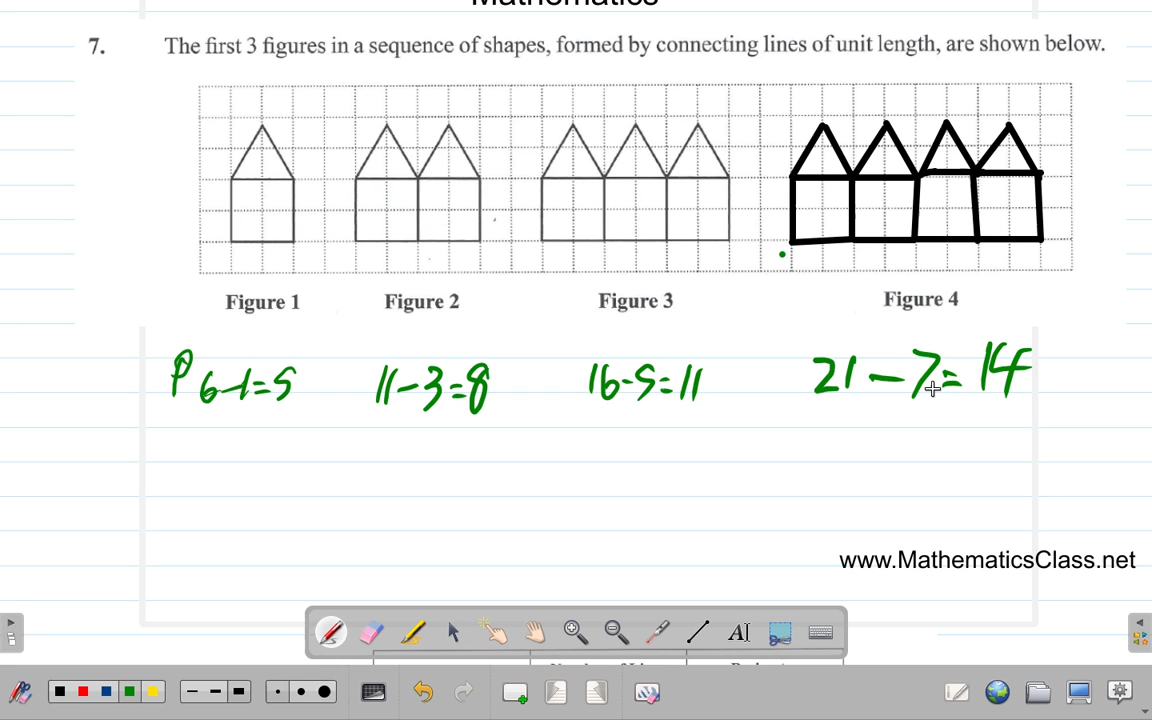 Mathematics
7. The first 3 figures in a sequence of shapes, formed by connecting lines of unit length, are shown below.
Figure 1 Figure 2 Figure 3 Figure 4
P 6-1=5 11-3=8 16-5=11 21-7=14
www.MathematicsClass.net
AI